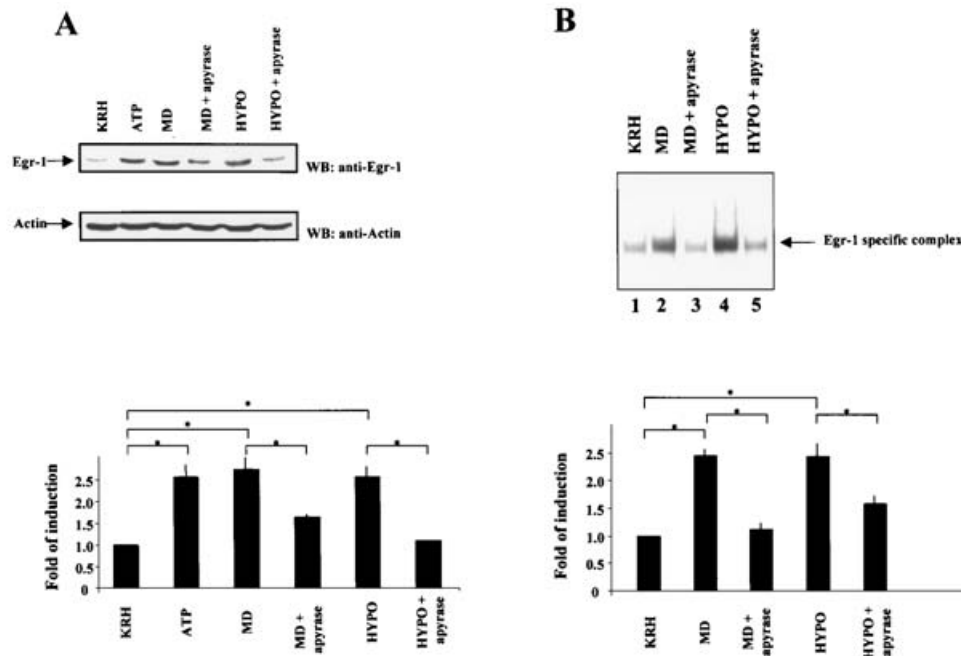 A
KRH
ATP
MD
MD + apyrase
HYPO
HYPO + apyrase
Egr-1
WB: anti-Egr-1
Actin
WB: anti-Actin
Fold of induction
2.5
2.0
1.5
1.0
0.5
0
* * * * *
KRH
ATP
MD
MD +
apyrase
HYPO
HYPO +
apyrase
B
KRH
MD
MD + apyrase
HYPO
HYPO + apyrase
Egr-1 specific complex
1 2 3 4 5
Fold of induction
2.5
2.0
1.5
1.0
0.5
0
* * * *
KRH
MD
MD +
apyrase
HYPO
HYPO +
apyrase